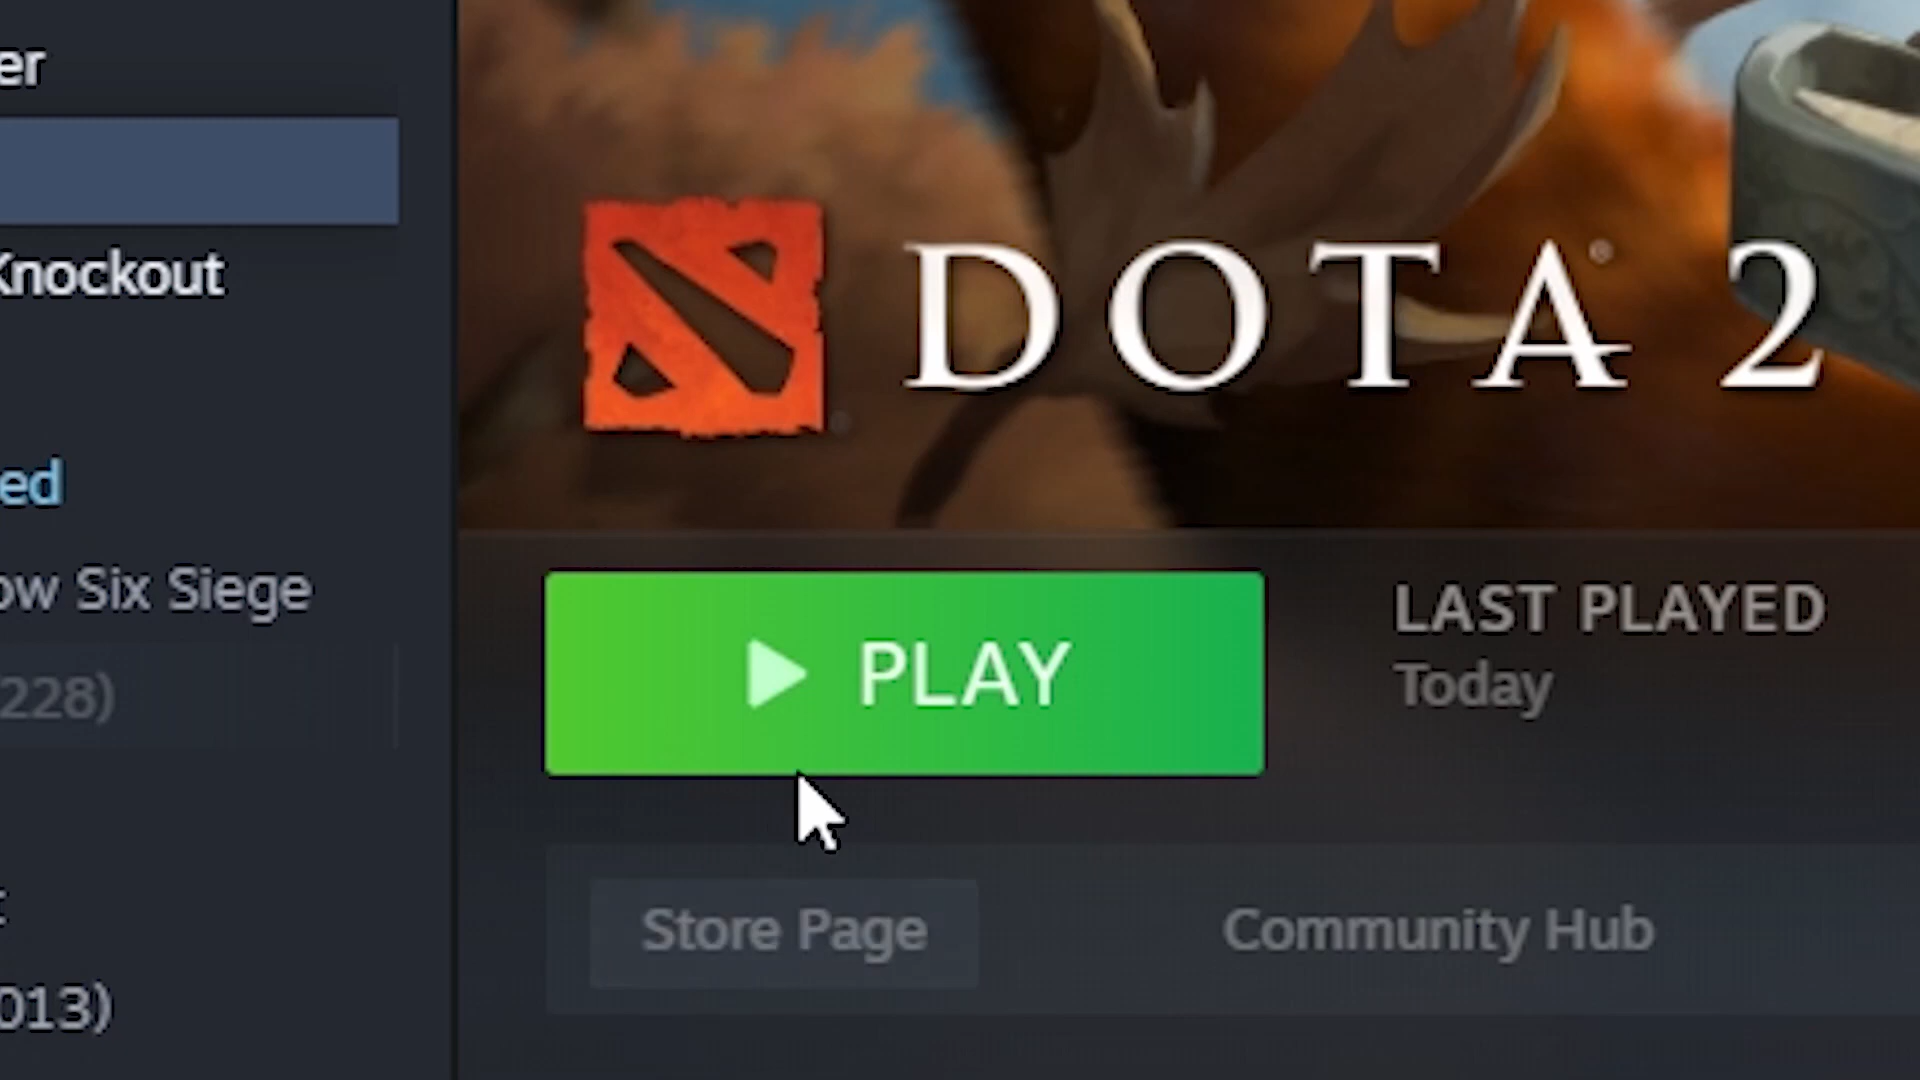 er
Knockout
ed
ow Six Siege
228)
013)
DOTA 2
PLAY
LAST PLAYED
Today
Store Page
Community Hub